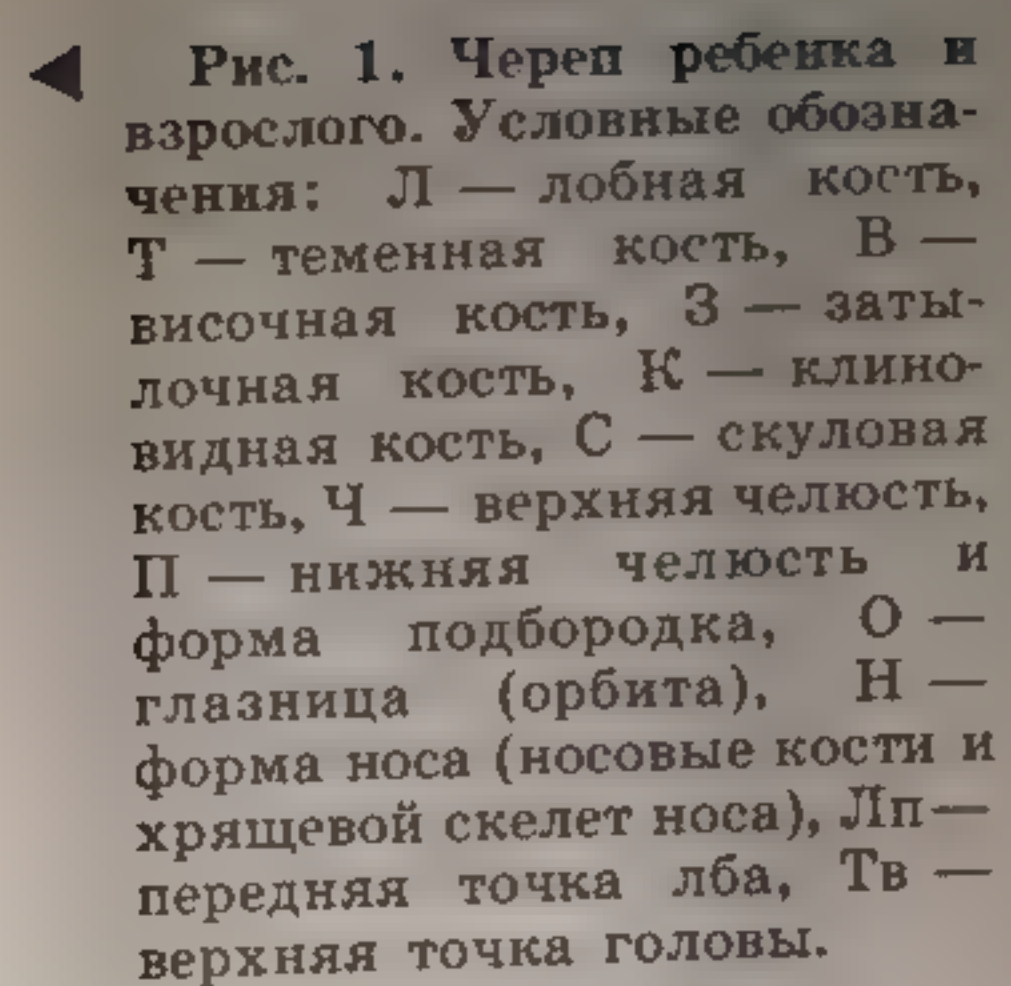 Рис. 1. Череп ребенка и
взрослого. Условные обозна-
чения: Л — лобная кость,
Т — теменная кость, В —
височная кость, З — заты-
лочная кость, К — клино-
видная кость, С — скуловая
кость, Ч — верхняя челюсть,
П — нижняя челюсть и
форма подбородка, О —
глазница (орбита), Н —
форма носа (носовые кости и
хрящевой скелет носа), Лп—
передняя точка лба, Тв —
верхняя точка головы.